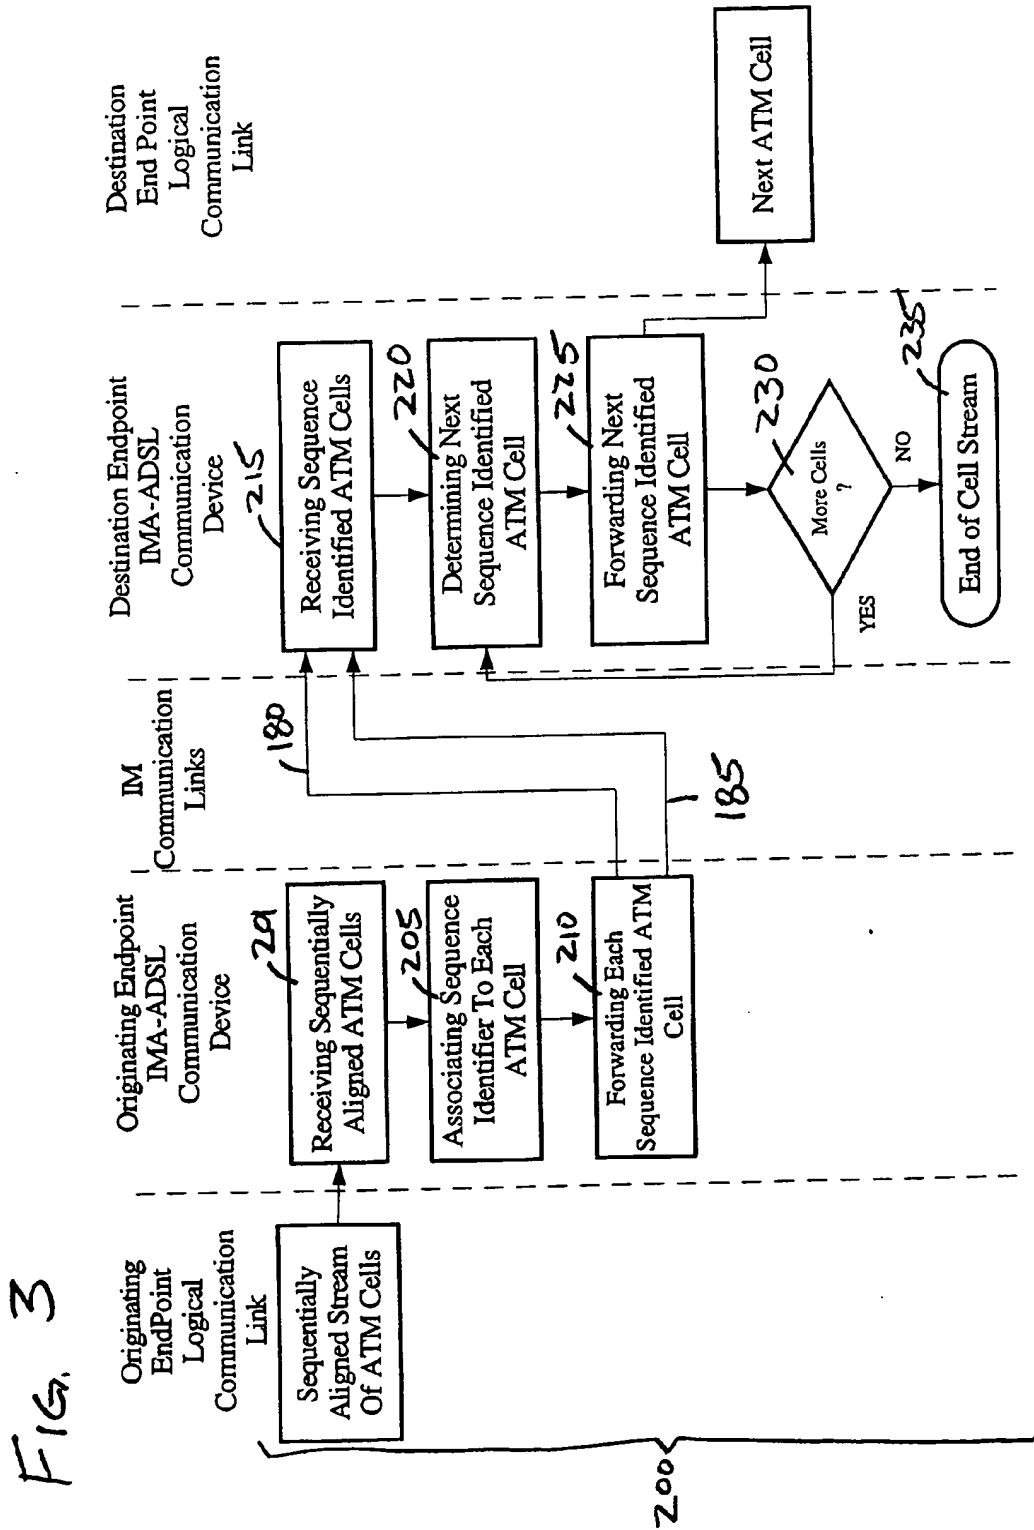 FIG. 3
Originating
EndPoint
Logical
Communication
Link
Originating Endpoint
IMA-ADSL
Communication
Device
IM
Communication
Links
Destination Endpoint
IMA-ADSL
Communication
Device
Destination
End Point
Logical
Communication
Link
Sequentially
Aligned Stream
Of ATM Cells
201
Receiving Sequentially
Aligned ATM Cells
205
Associating Sequence
Identifier To Each
ATM Cell
210
Forwarding Each
Sequence Identified ATM
Cell
180
185
215
Receiving Sequence
Identified ATM Cells
220
Determining Next
Sequence Identified
ATM Cell
225
Forwarding Next
Sequence Identified
ATM Cell
230
More Cells
?
YES
NO
235
End of Cell Stream
Next ATM Cell
200